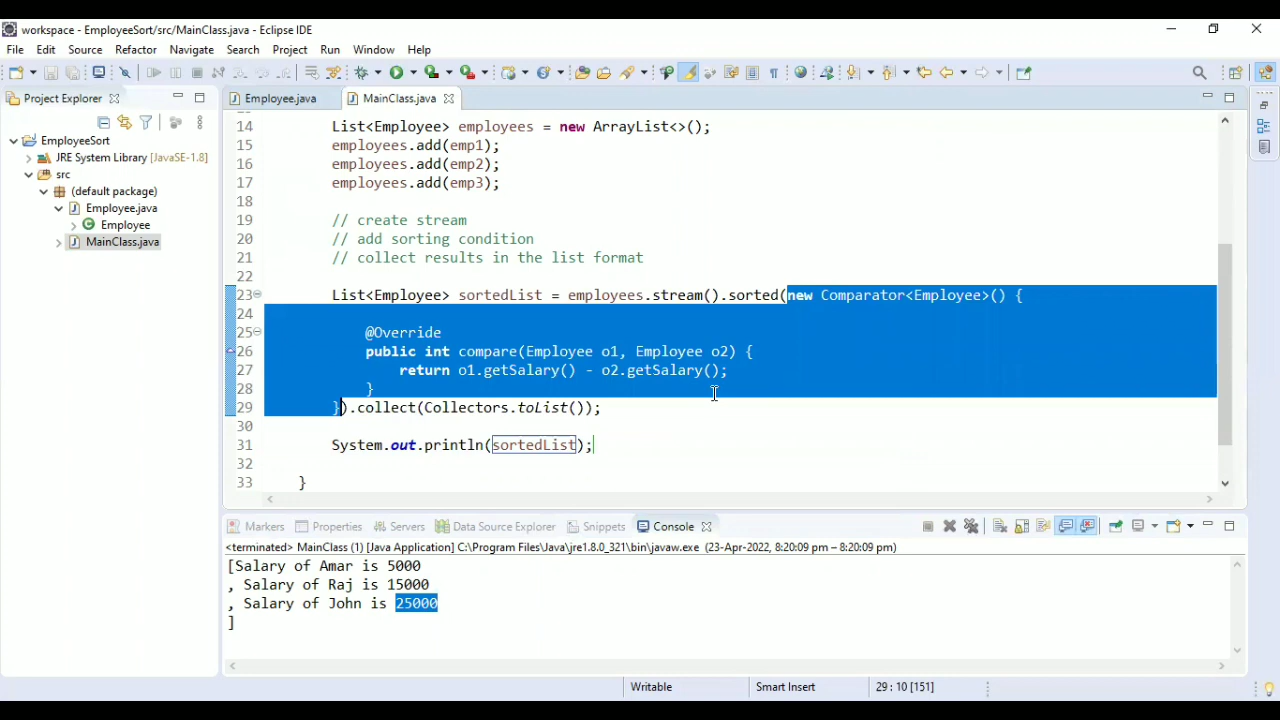 workspace - EmployeeSort/src/MainClass.java - Eclipse IDE
File Edit Source Refactor Navigate Search Project Run Window Help
Project Explorer
Employee.java MainClass.java
EmployeeSort
JRE System Library [JavaSE-1.8]
src
(default package)
Employee.java
Employee
MainClass.java
14 List<Employee> employees = new ArrayList<>();
15 employees.add(emp1);
16 employees.add(emp2);
17 employees.add(emp3);
18
19 // create stream
20 // add sorting condition
21 // collect results in the list format
22
23 List<Employee> sortedList = employees.stream().sorted(new Comparator<Employee>() {
24
25 @Override
26 public int compare(Employee o1, Employee o2) {
27 return o1.getSalary() - o2.getSalary();
28 }
29 }).collect(Collectors.toList());
30
31 System.out.println(sortedList);
32
33 }
Markers Properties Servers Data Source Explorer Snippets Console
<terminated> MainClass (1) [Java Application] C:\Program Files\Java\jre1.8.0_321\bin\javaw.exe (23-Apr-2022, 8:20:09 pm – 8:20:09 pm)
[Salary of Amar is 5000
, Salary of Raj is 15000
, Salary of John is 25000
]
Writable Smart Insert 29 : 10 [151]